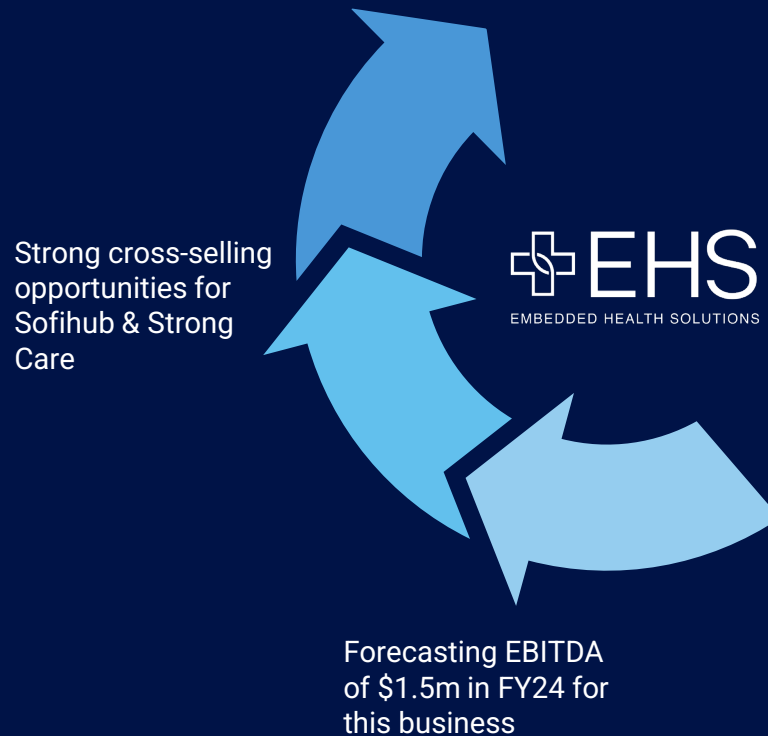 Strong cross-selling
opportunities for
Sofihub & Strong
Care
EHS
EMBEDDED HEALTH SOLUTIONS
Forecasting EBITDA
of $1.5m in FY24 for
this business